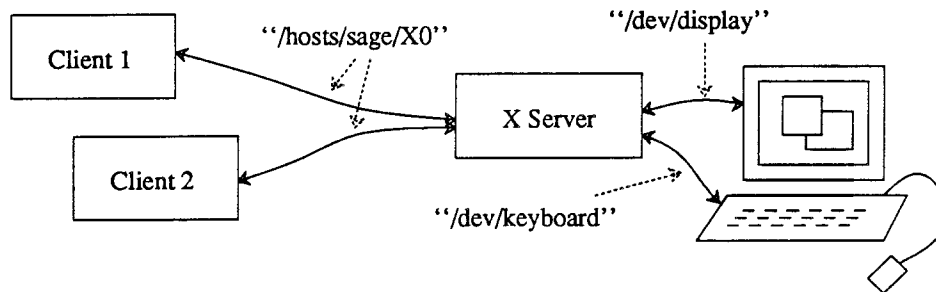 ‘‘/hosts/sage/X0’’
‘‘/dev/display’’
Client 1
X Server
Client 2
‘‘/dev/keyboard’’